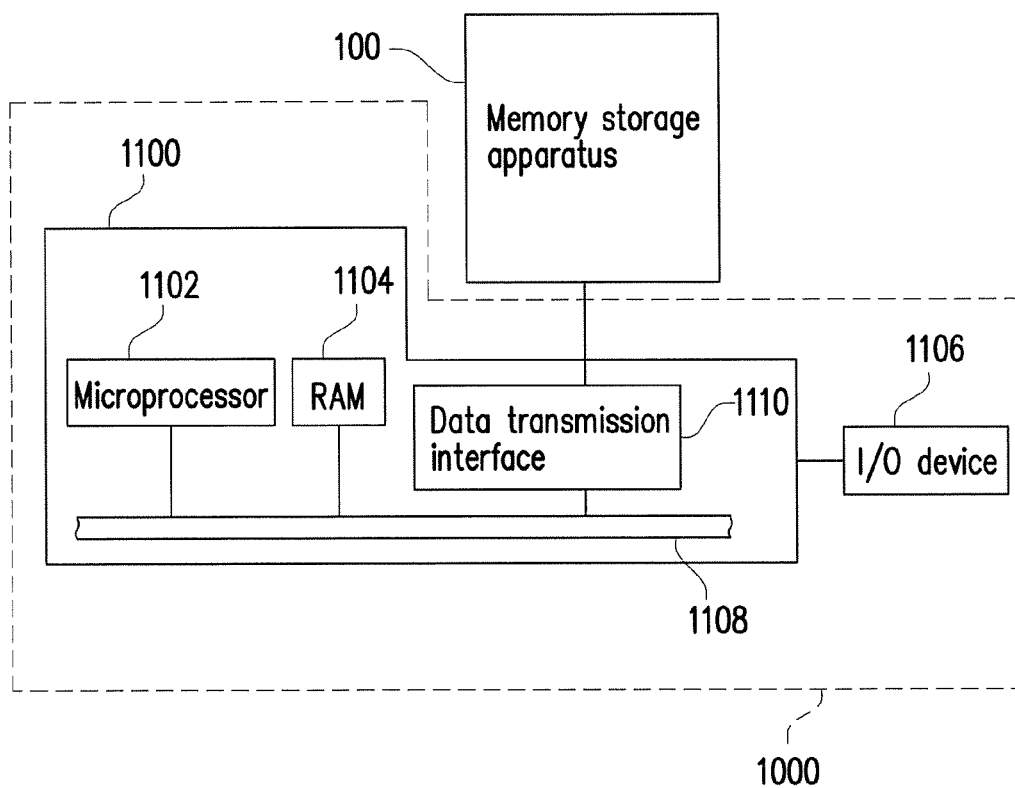 100
Memory storage
apparatus
1100
1102
1104
1106
Microprocessor
RAM
Data transmission
interface
1110
I/O device
1108
1000